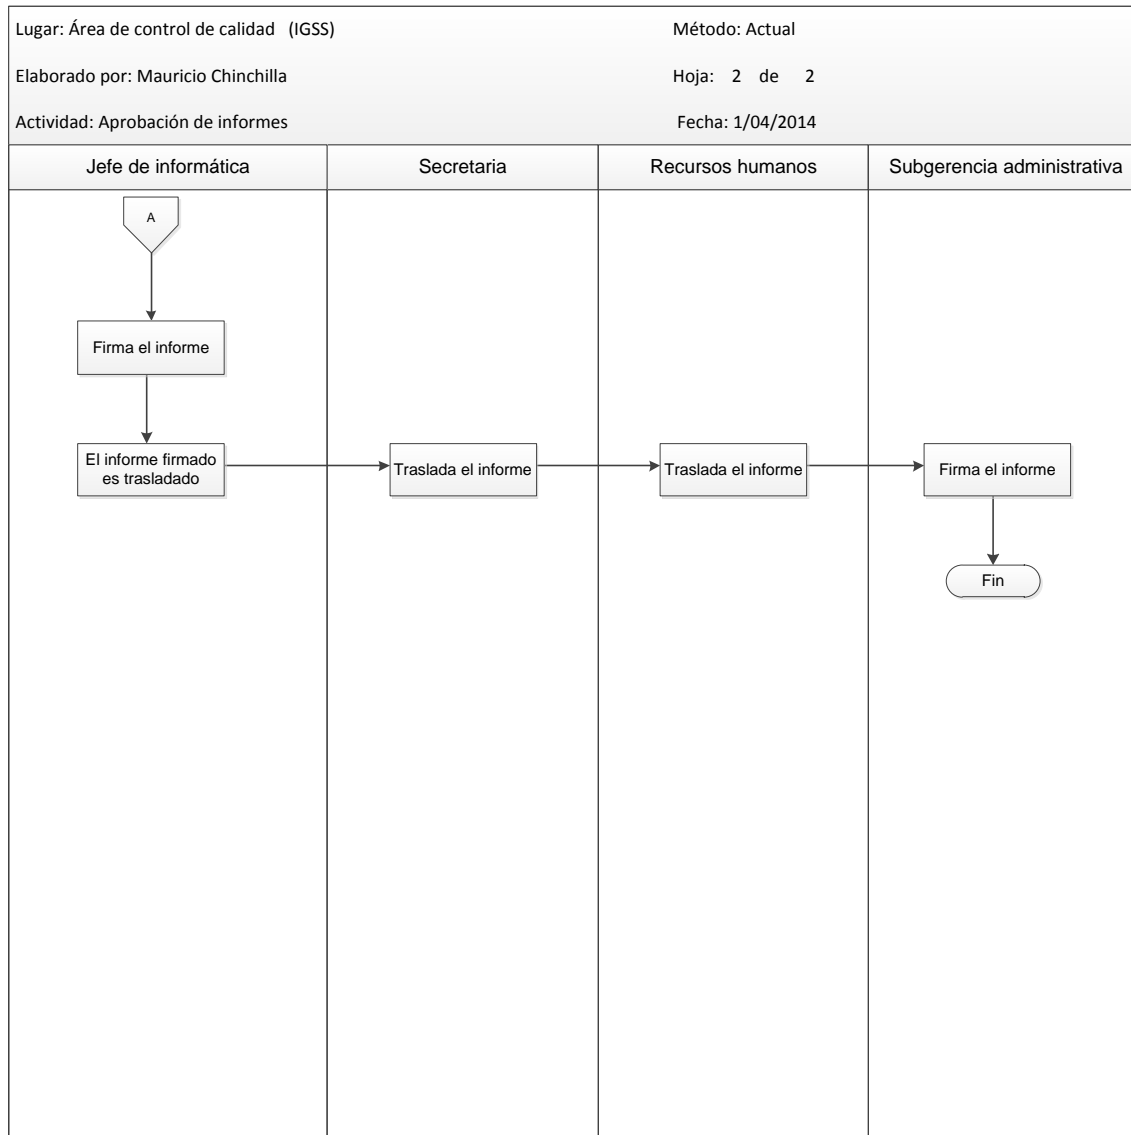 Lugar: Área de control de calidad (IGSS)
Método: Actual
Elaborado por: Mauricio Chinchilla
Hoja: 2 de 2
Actividad: Aprobación de informes
Fecha: 1/04/2014
Jefe de informática
Secretaria
Recursos humanos
Subgerencia administrativa
A
Firma el informe
El informe firmado
es trasladado
Traslada el informe
Traslada el informe
Firma el informe
Fin